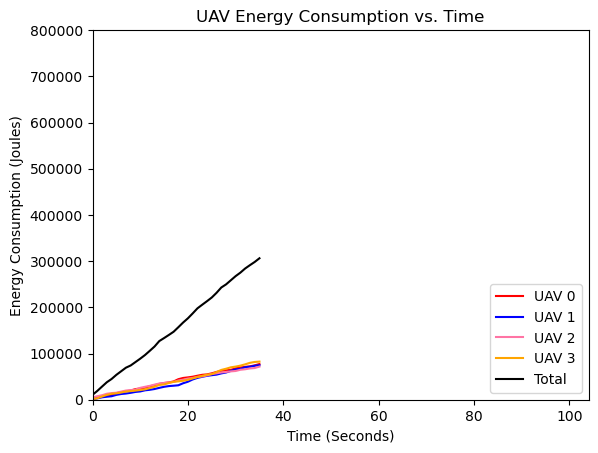 UAV Energy Consumption vs. Time
800000
700000
600000
500000
400000
300000
200000
100000
0
Energy Consumption (Joules)
0 20 40 60 80 100
Time (Seconds)
UAV 0
UAV 1
UAV 2
UAV 3
Total